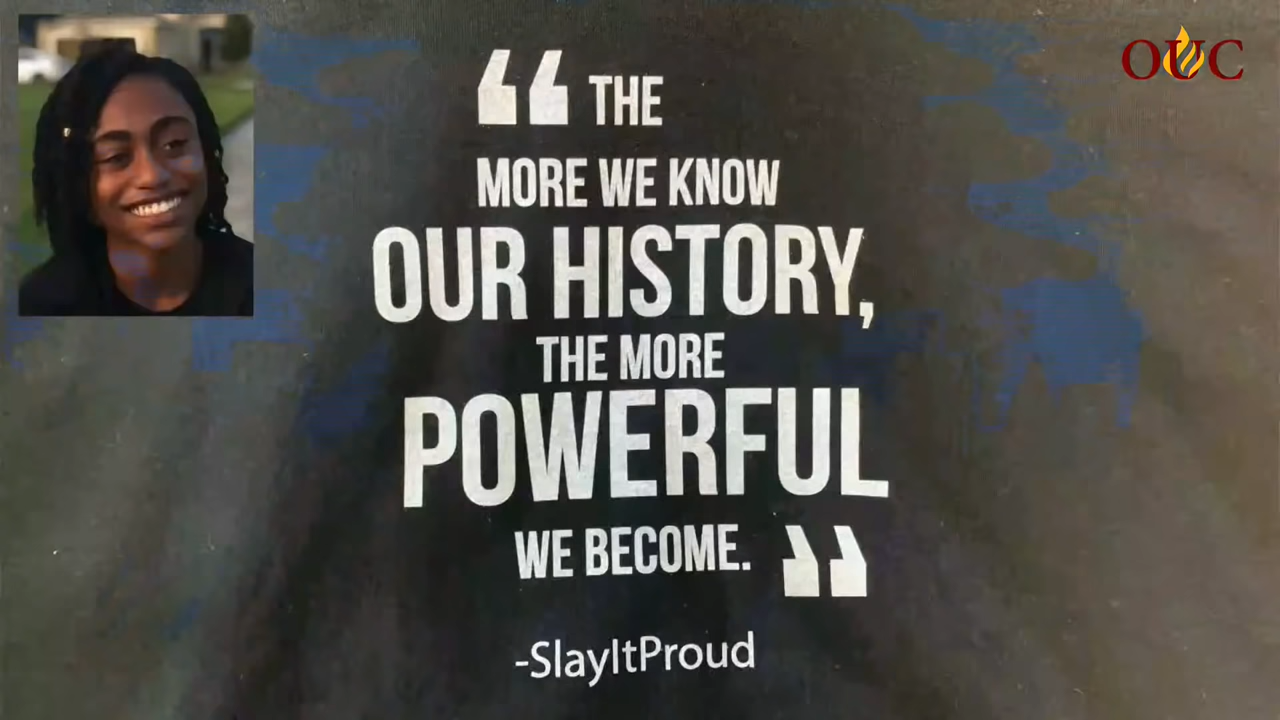 OUC
“ THE
MORE WE KNOW
OUR HISTORY,
THE MORE
POWERFUL
WE BECOME. ”
-SlayItProud